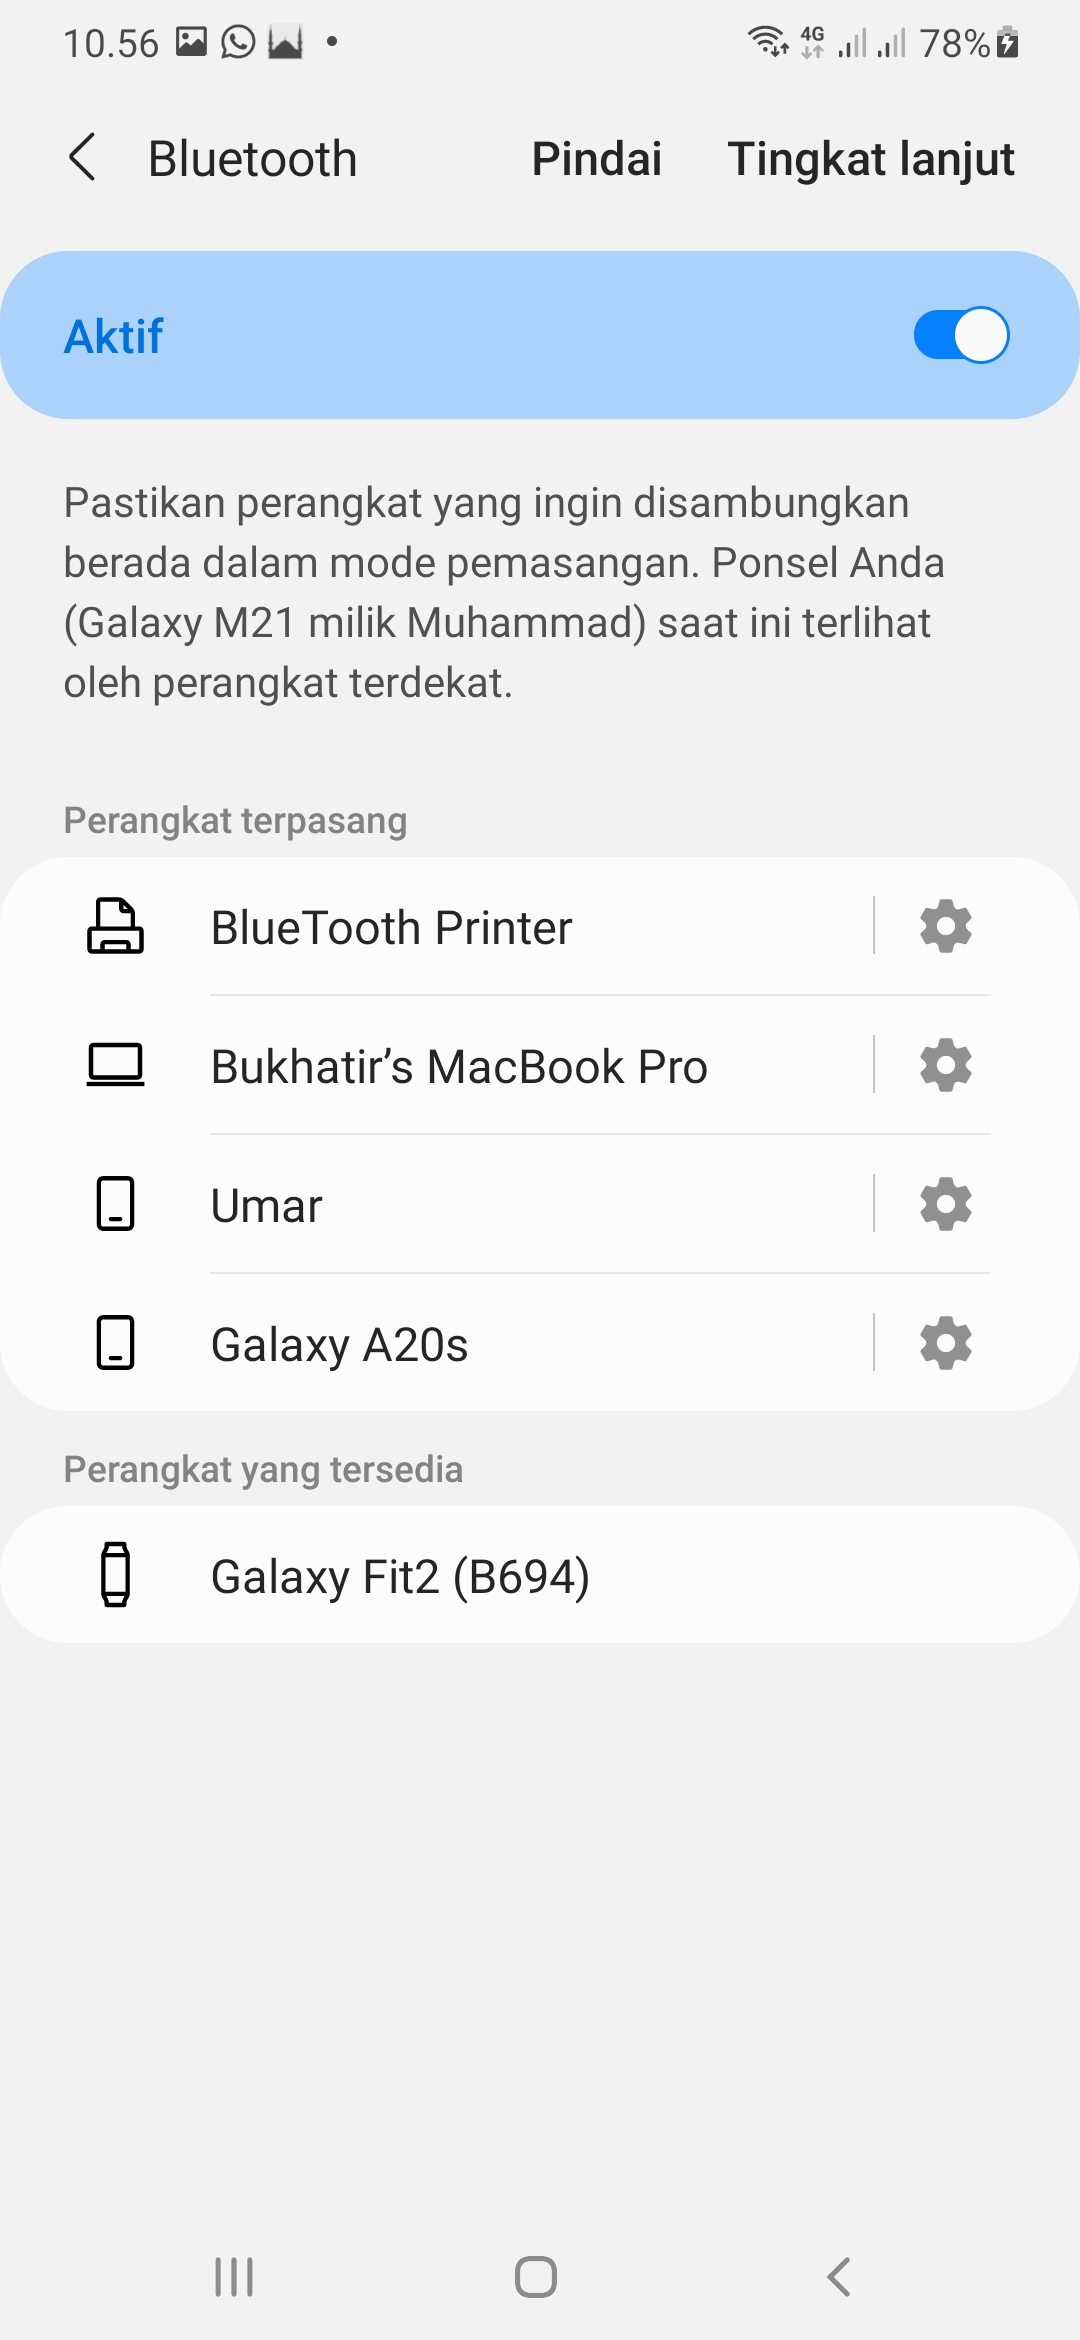 10.56
4G
78%
Bluetooth
Pindai
Tingkat lanjut
Aktif
Pastikan perangkat yang ingin disambungkan
berada dalam mode pemasangan. Ponsel Anda
(Galaxy M21 milik Muhammad) saat ini terlihat
oleh perangkat terdekat.
Perangkat terpasang
BlueTooth Printer
Bukhatir’s MacBook Pro
Umar
Galaxy A20s
Perangkat yang tersedia
Galaxy Fit2 (B694)